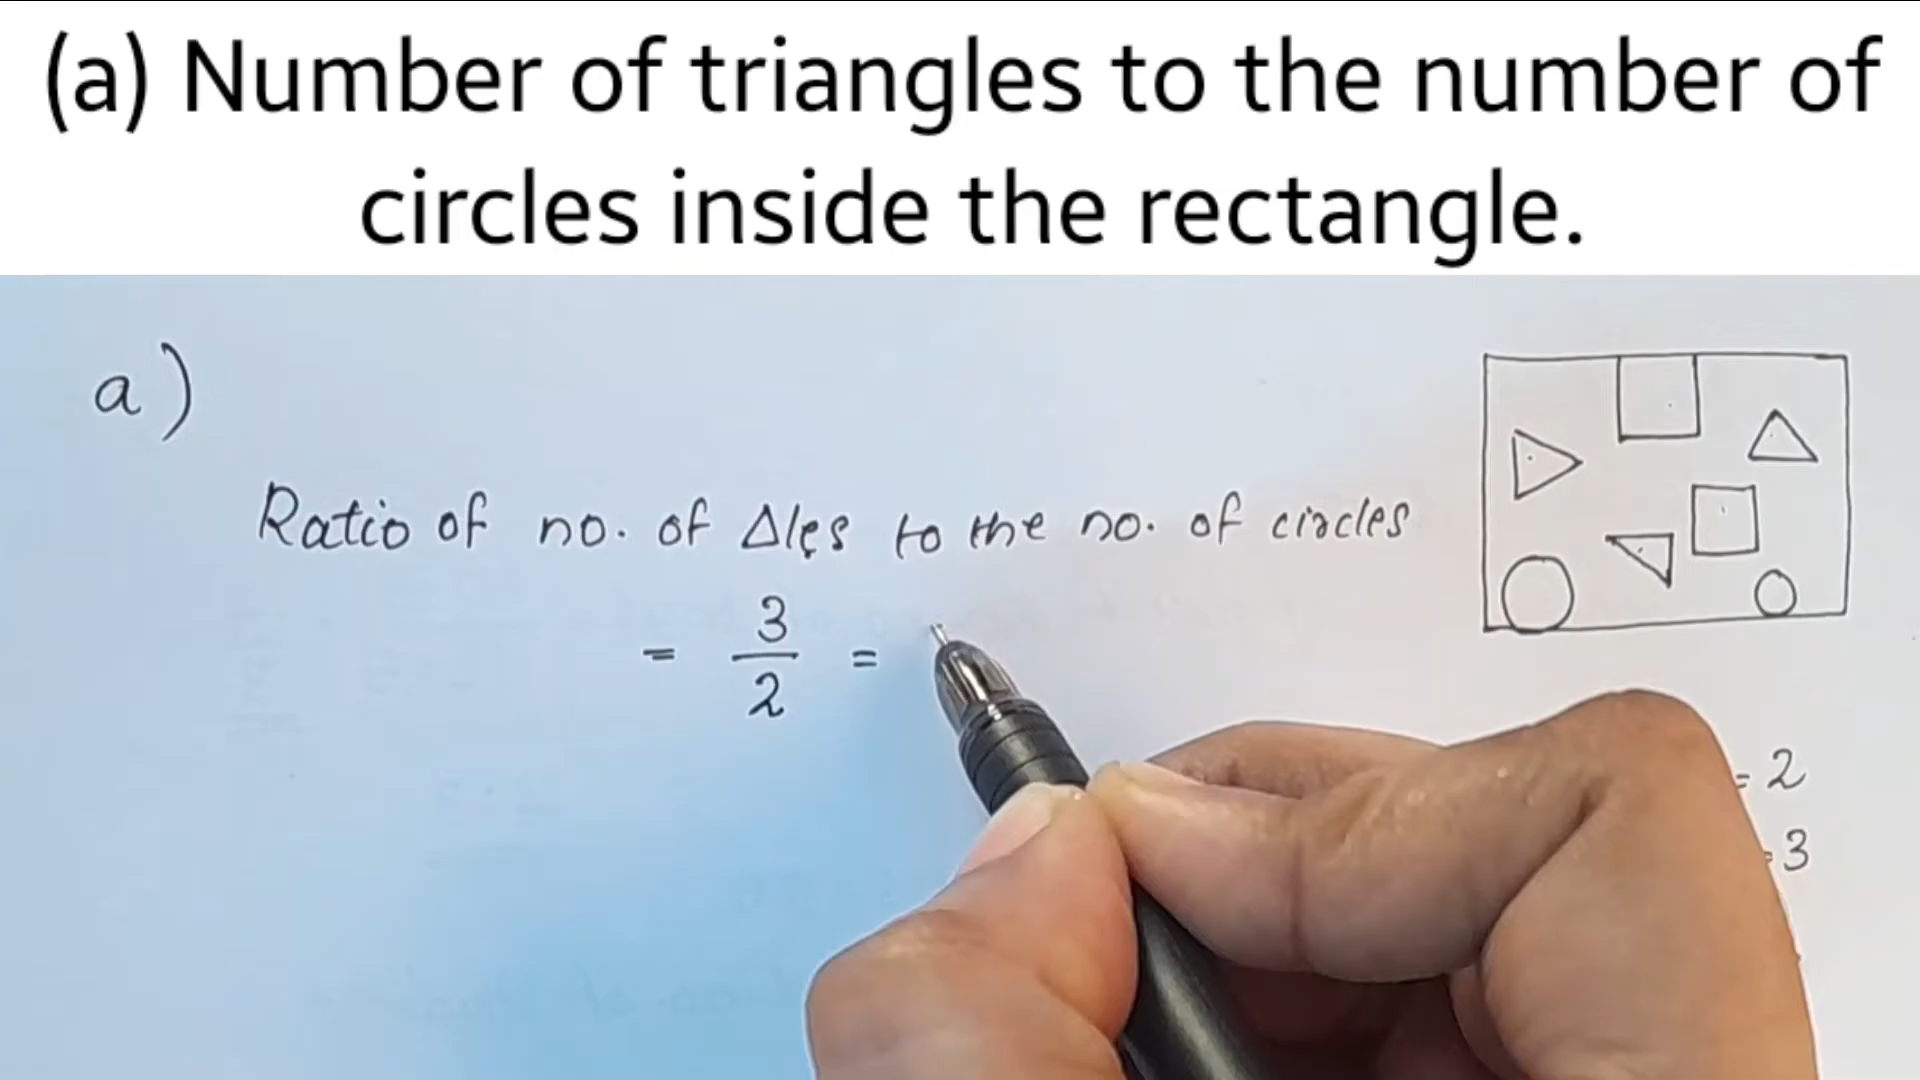 (a) Number of triangles to the number of
circles inside the rectangle.
a)
Ratio of no. of Δles to the no. of circles
= 3/2 =
= 2
= 3